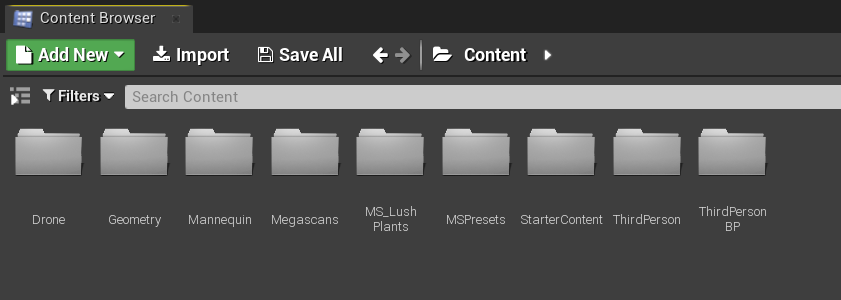 Content Browser
Add New Import Save All Content
Filters Search Content
Drone Geometry Mannequin Megascans MS_Lush MSPresets StarterContent ThirdPerson ThirdPerson
Plants BP